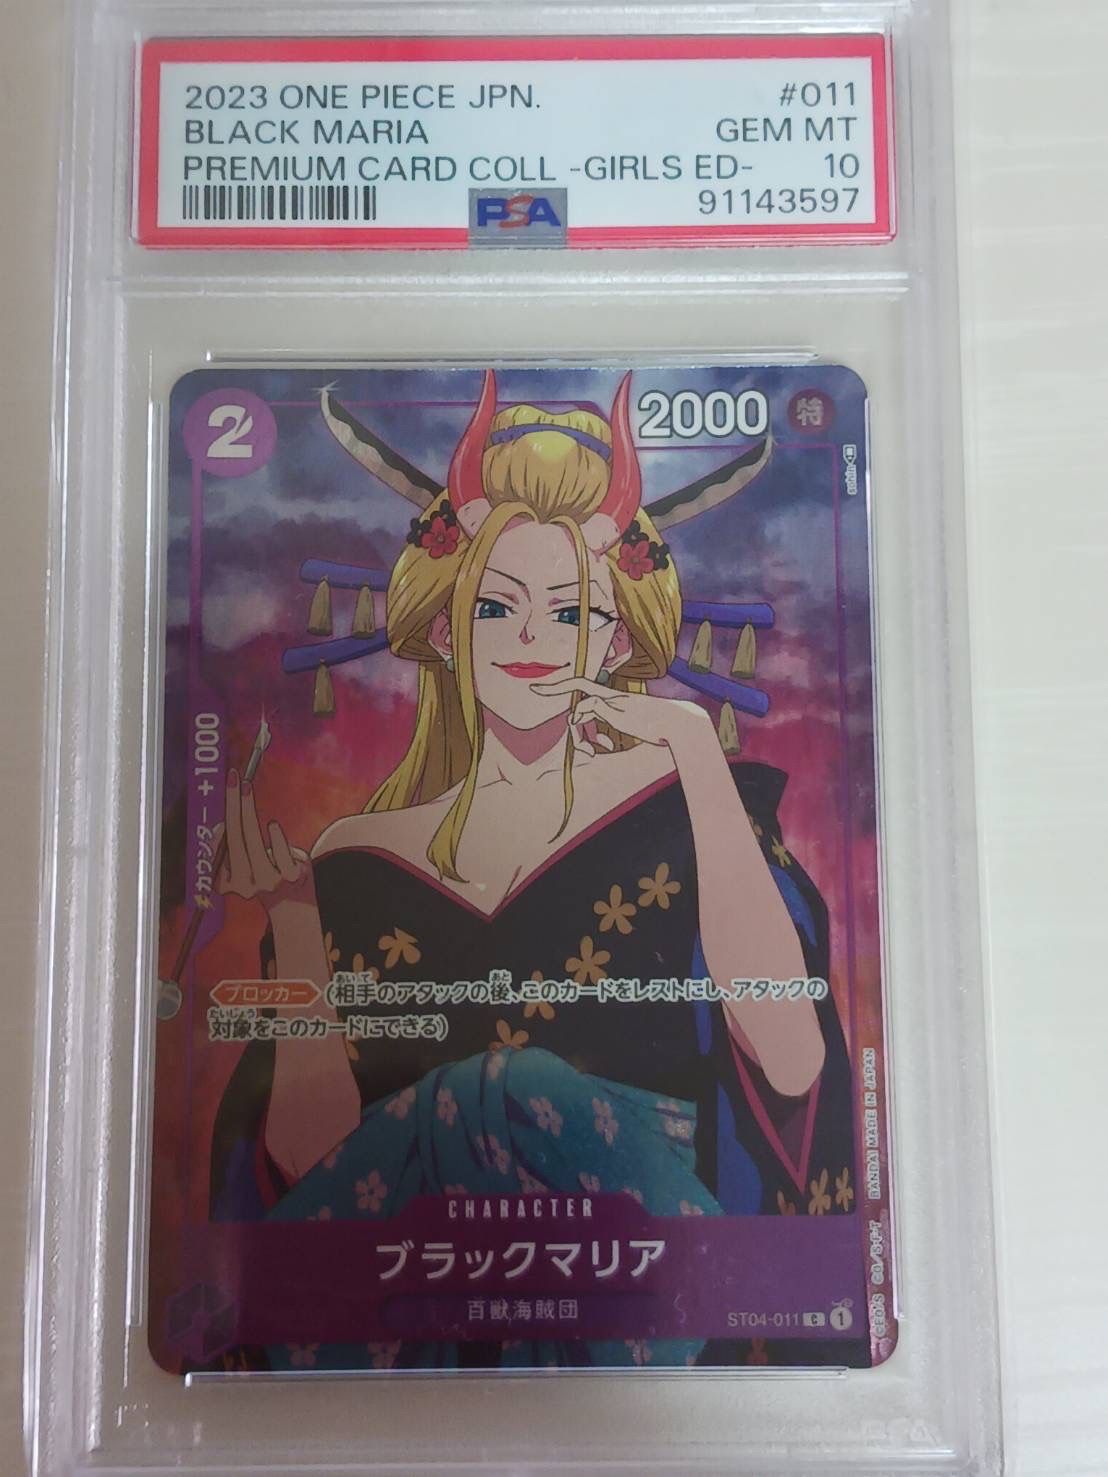 2023 ONE PIECE JPN. #011
BLACK MARIA GEM MT
PREMIUM CARD COLL -GIRLS ED- 10
PSA 91143597
2 2000 特
sohin
カウンター +1000
ブロッカー (相手のアタックの後、このカードをレストにし、アタックの
対象をこのカードにできる)
CHARACTER
ブラックマリア
百獣海賊団
ST04-011 C 1
BANDAI MADE IN JAPAN